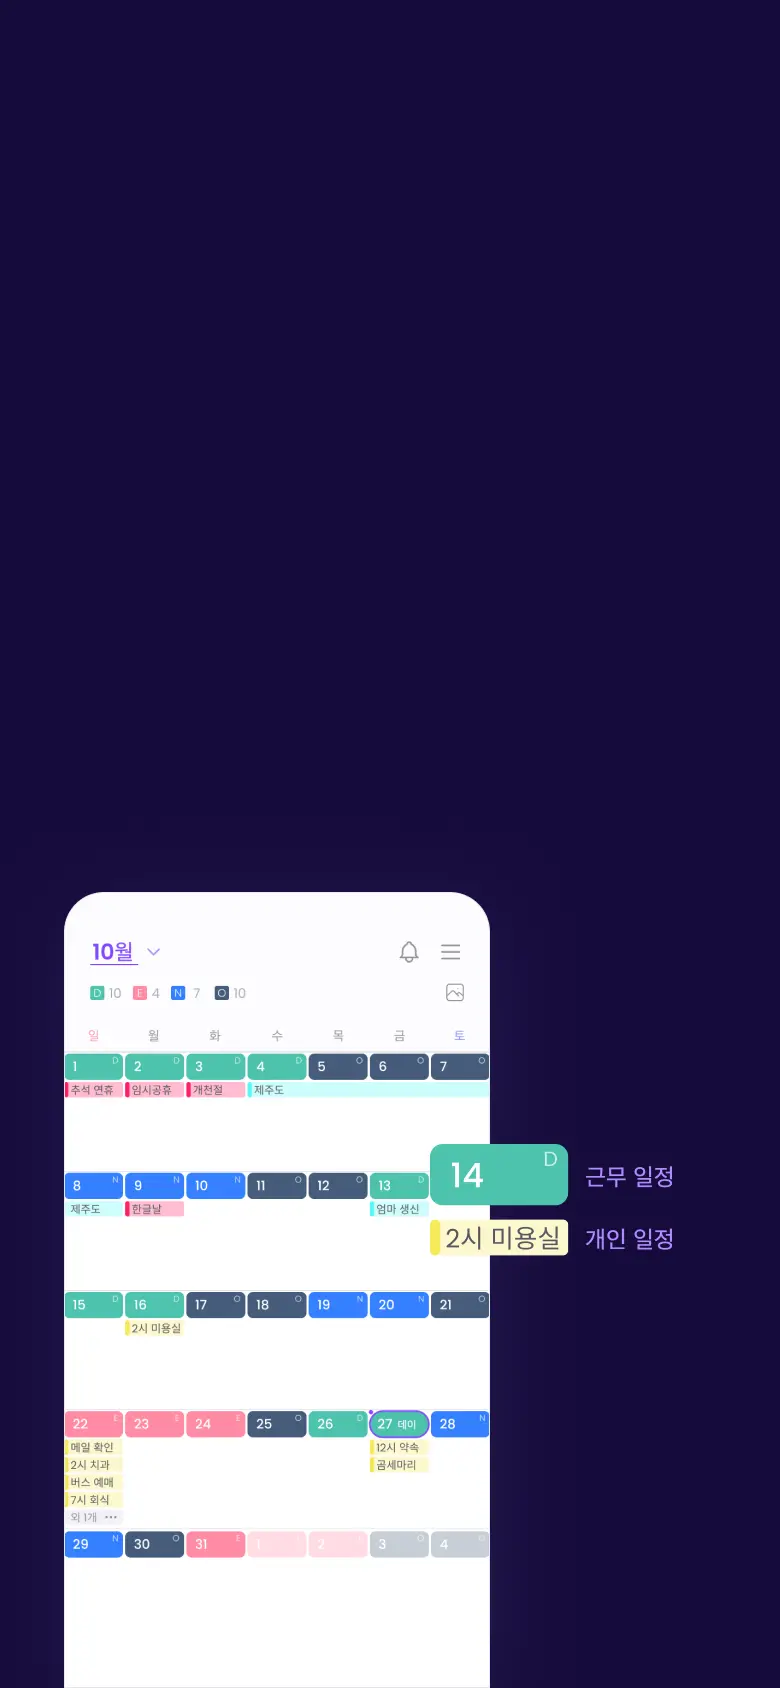 10월
D 10 E 4 N 7 O 10
일 월 화 수 목 금 토
1 D 2 D 3 D 4 D 5 O 6 O 7 O
추석 연휴 임시공휴 개천절 제주도
14 D 근무 일정
8 N 9 N 10 N 11 O 12 O 13 D
제주도 한글날 엄마 생신
2시 미용실 개인 일정
15 D 16 D 17 O 18 O 19 N 20 N 21 O
2시 미용실
22 E 23 E 24 E 25 O 26 D 27 데이 28 N
메일 확인 12시 약속
2시 치과 곰세마리
버스 예매
7시 회식
외 1개 •••
29 N 30 O 31 E 1 2 3 O 4 O